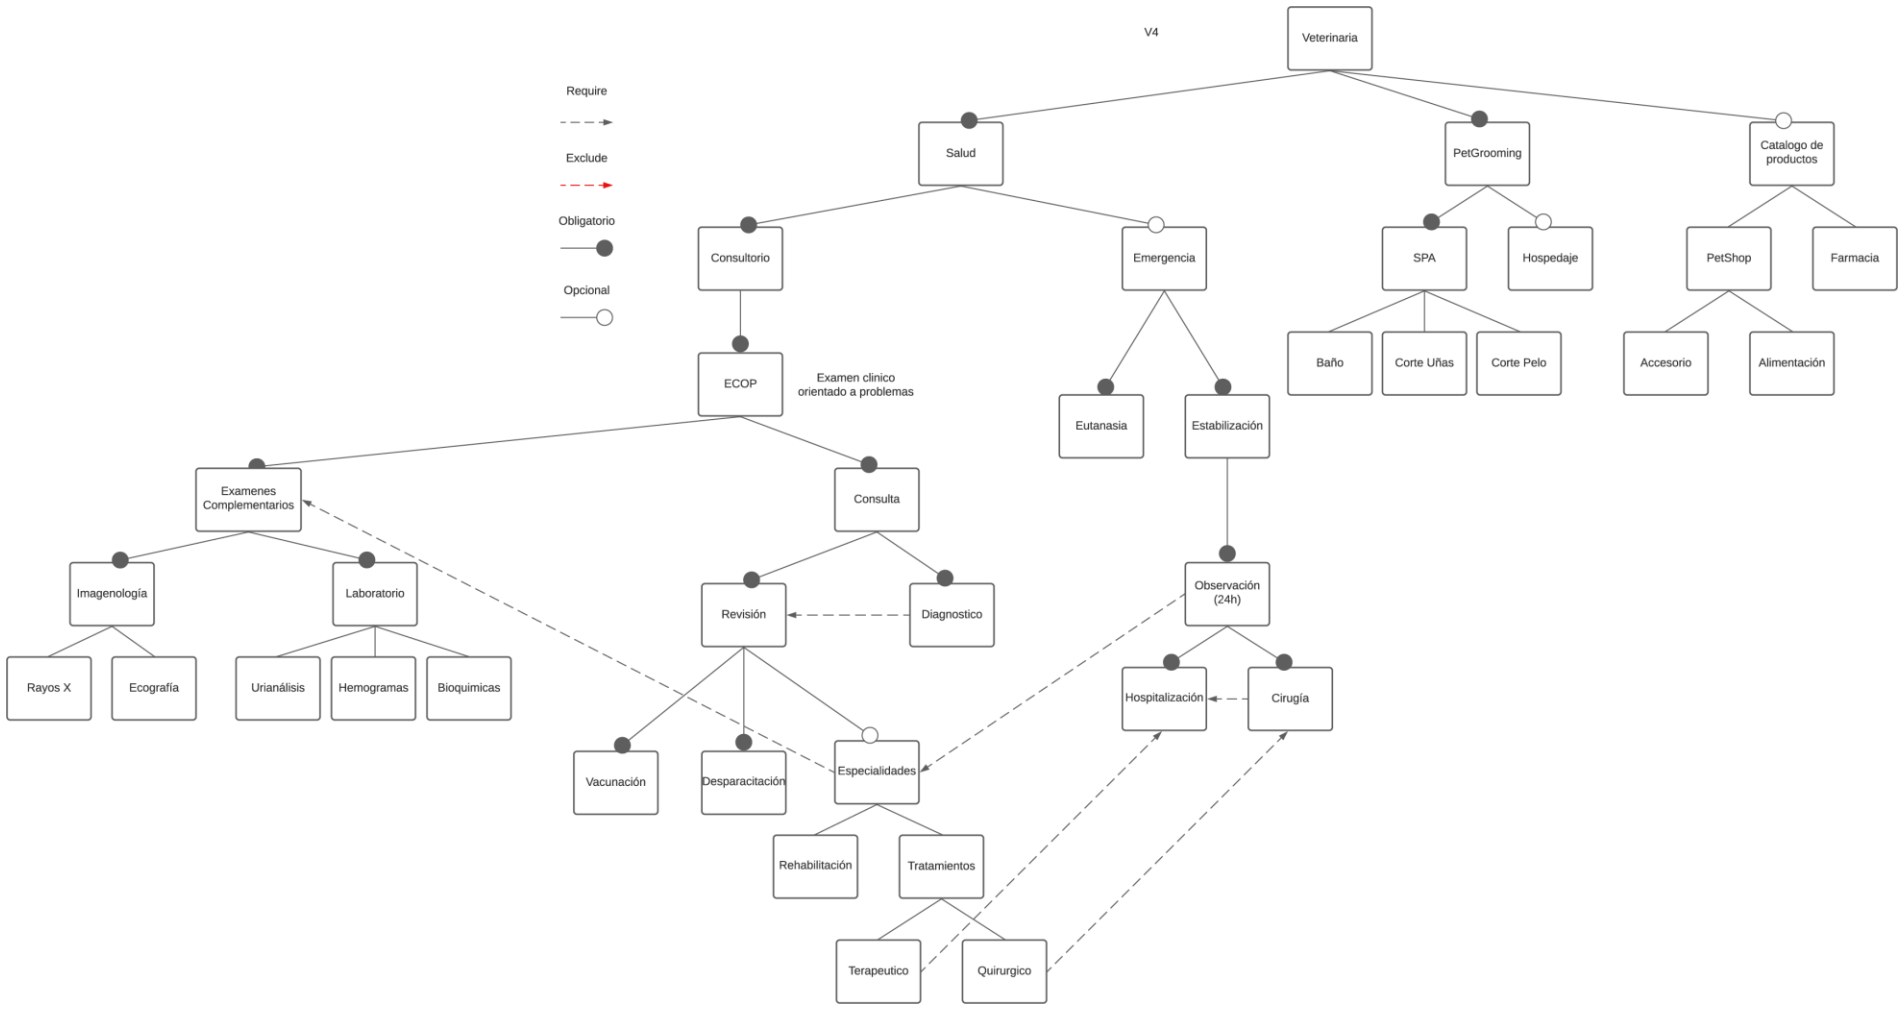 V4
Veterinaria
Require
Exclude
Obligatorio
Opcional
Salud
PetGrooming
Catalogo de
productos
Consultorio
Emergencia
SPA
Hospedaje
PetShop
Farmacia
ECOP
Examen clinico
orientado a problemas
Baño
Corte Uñas
Corte Pelo
Accesorio
Alimentación
Eutanasia
Estabilización
Examenes
Complementarios
Consulta
Imagenología
Laboratorio
Revisión
Diagnostico
Observación
(24h)
Rayos X
Ecografía
Urianálisis
Hemogramas
Bioquimicas
Hospitalización
Cirugía
Vacunación
Desparacitación
Especialidades
Rehabilitación
Tratamientos
Terapeutico
Quirurgico